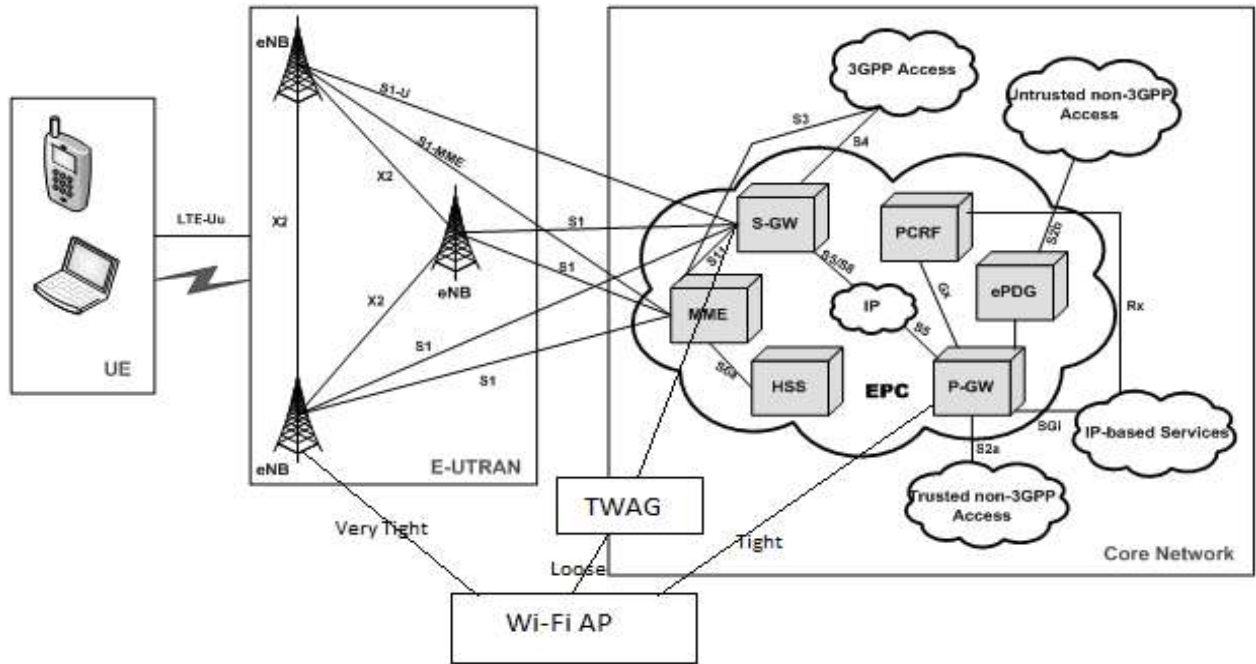 eNB
3GPP Access
Untrusted non-3GPP
Access
S1-U
S3
S4
S1-MME
X2
LTE-Uu
X2
S1
S-GW
PCRF
S2b
S11
S5/S8
ePDG
eNB
S1
Gx
IP
X2
MME
S5
Rx
S1
UE
S6a
HSS
EPC
P-GW
S1
SGi
IP-based Services
eNB
E-UTRAN
S2a
Trusted non-3GPP
Access
TWAG
Very Tight
Tight
Core Network
Loose
Wi-Fi AP